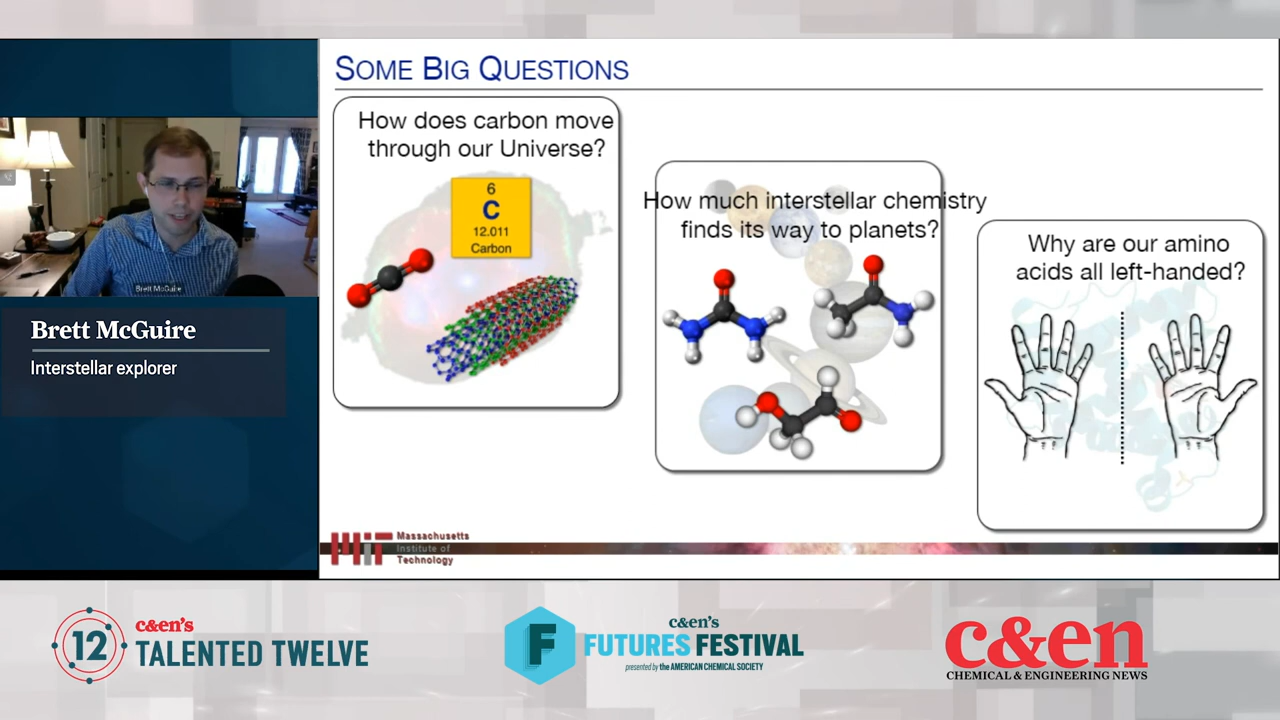 SOME BIG QUESTIONS
How does carbon move
through our Universe?
6
C
12.011
Carbon
How much interstellar chemistry
finds its way to planets?
Why are our amino
acids all left-handed?
Brett McGuire
Brett McGuire
Interstellar explorer
MIT
Massachusetts
Institute of
Technology
12
c&en's
TALENTED TWELVE
F
c&en's
FUTURES FESTIVAL
presented by the AMERICAN CHEMICAL SOCIETY
c&en
CHEMICAL & ENGINEERING NEWS